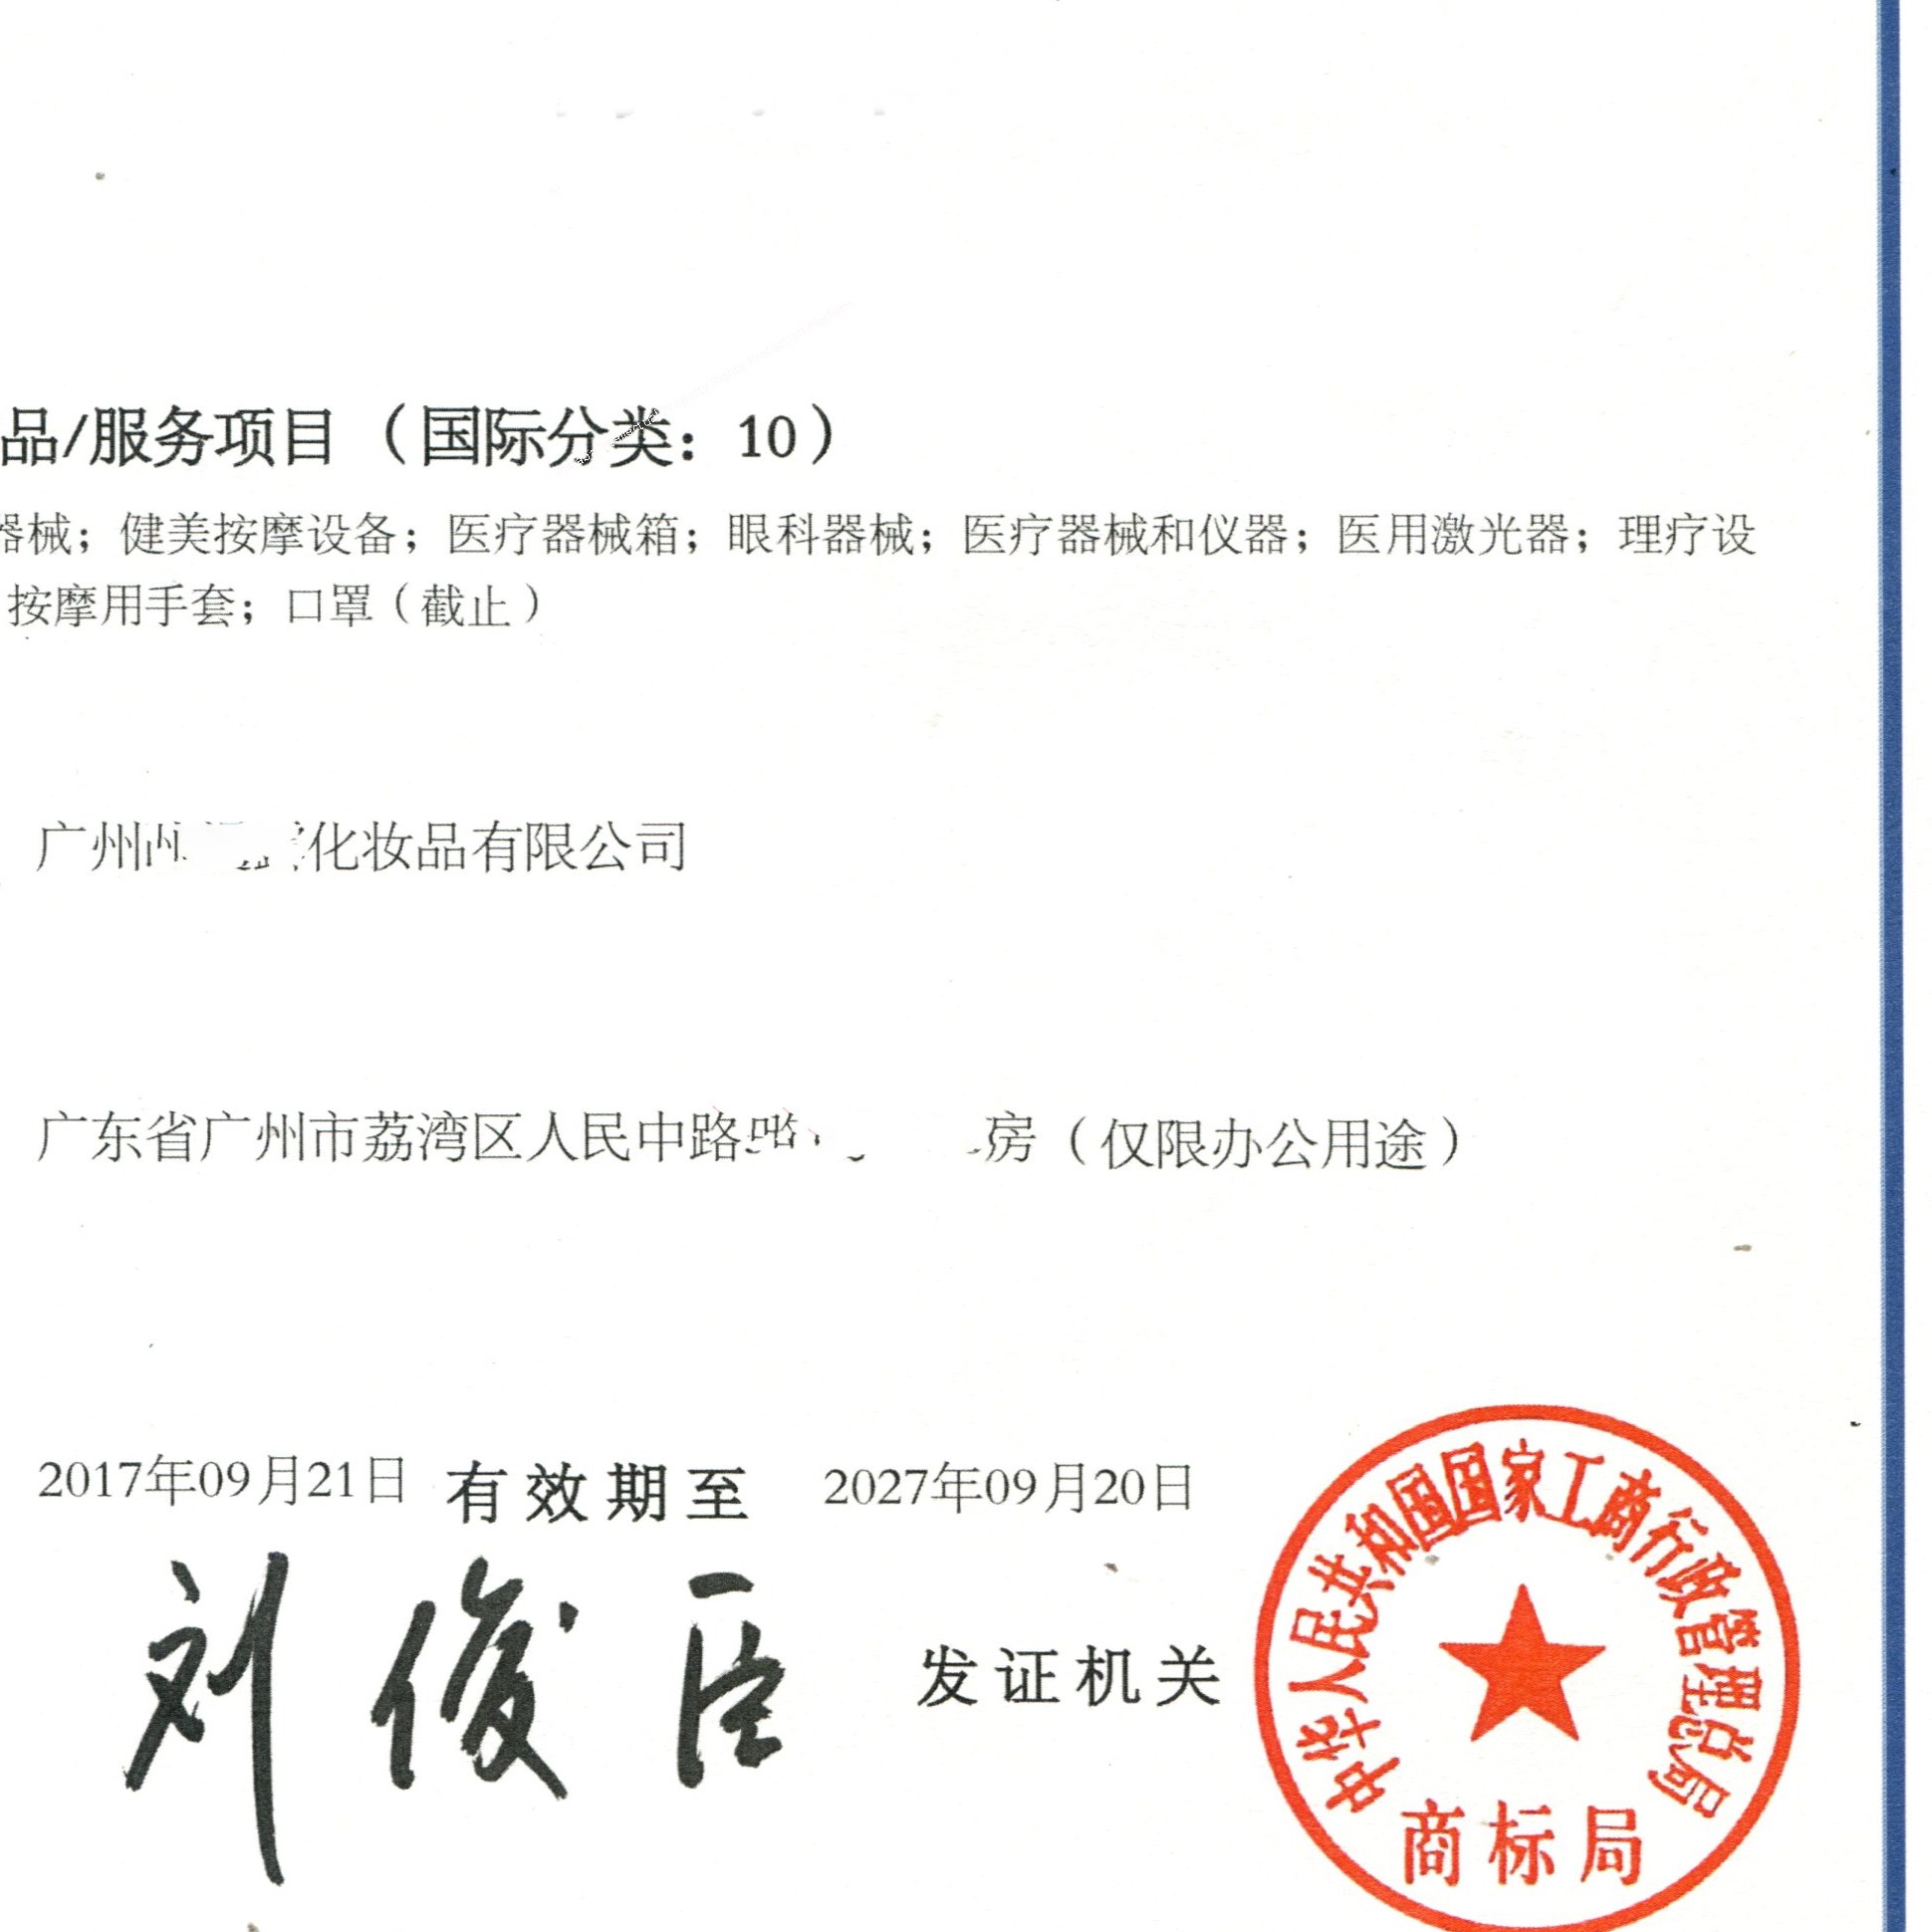 品/服务项目（国际分类：10）
器械；健美按摩设备；医疗器械箱；眼科器械；医疗器械和仪器；医用激光器；理疗设
按摩用手套；口罩（截止）
广州 化妆品有限公司
广东省广州市荔湾区人民中路 房（仅限办公用途）
2017年09月21日 有效期至 2027年09月20日
刘俊臣
发证机关
中华人民共和国国家工商行政管理总局
商标局